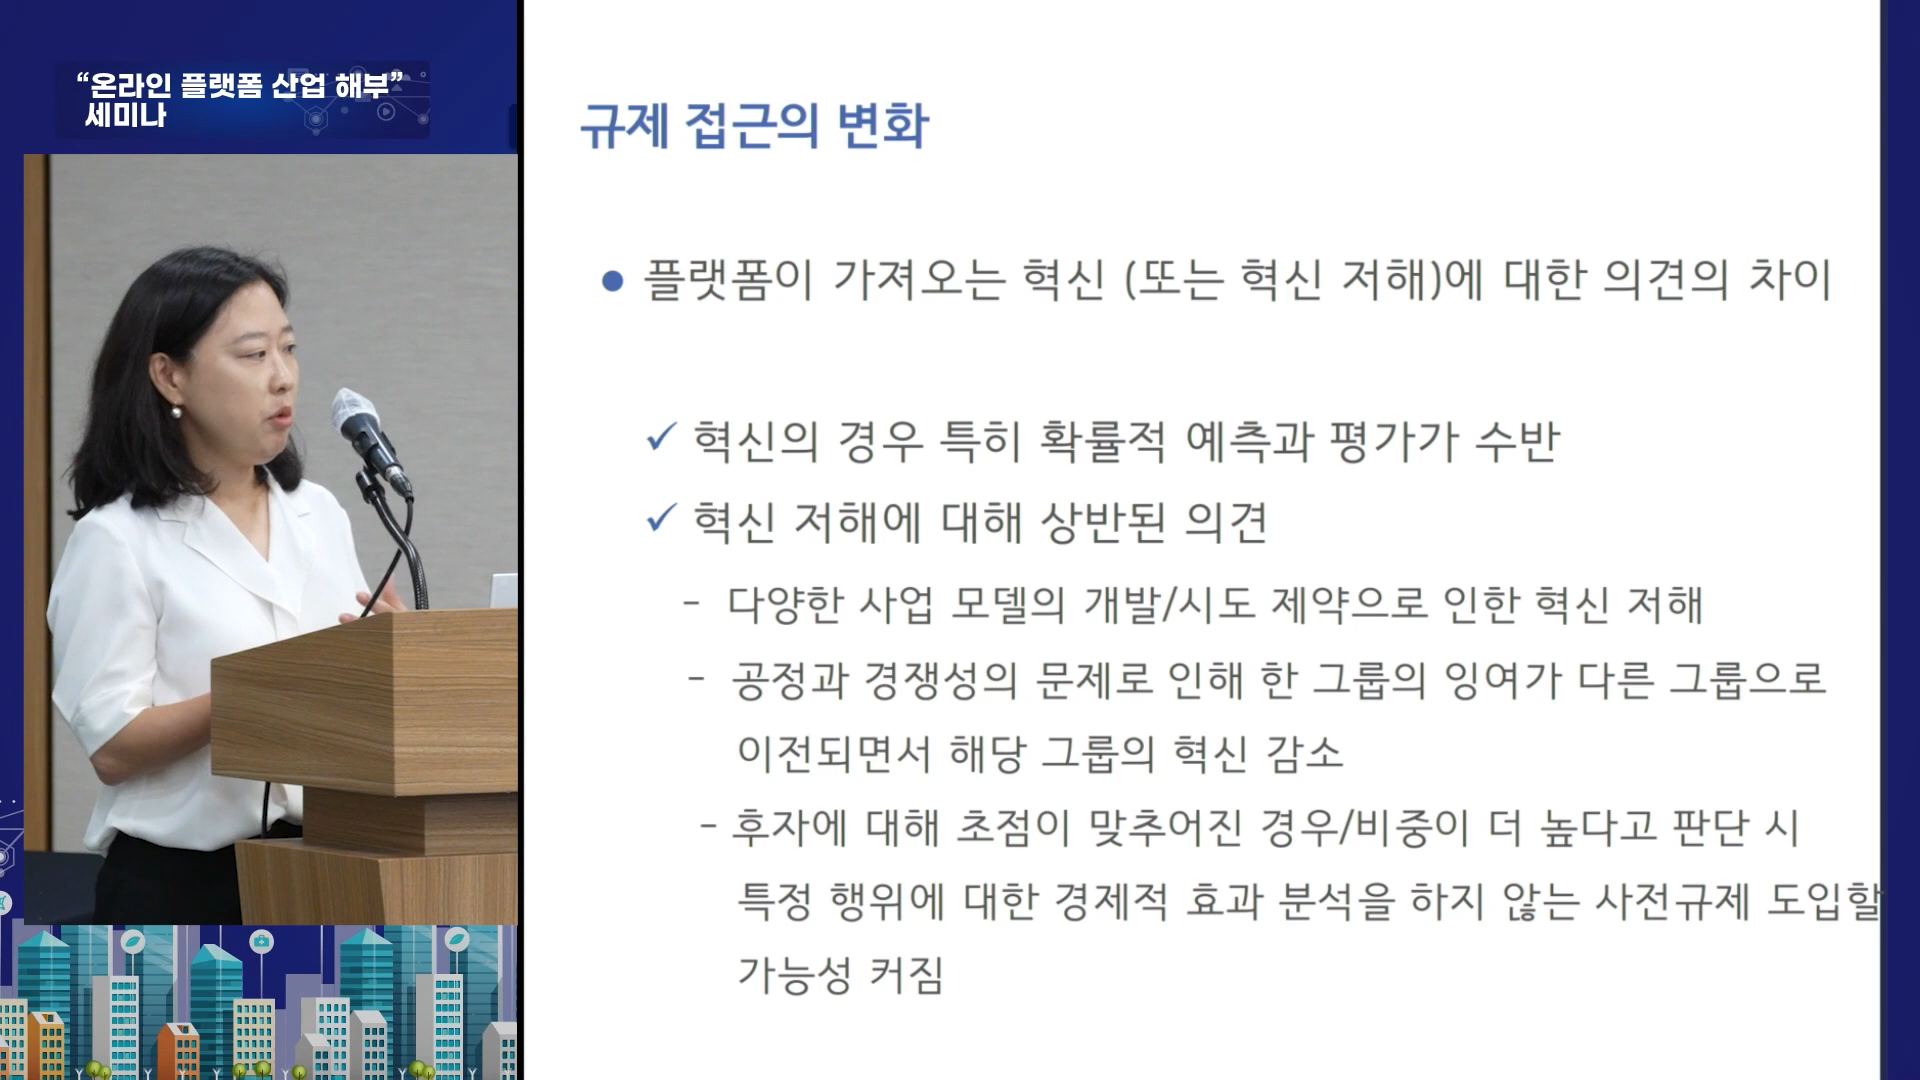 “온라인 플랫폼 산업 해부”
세미나
규제 접근의 변화
● 플랫폼이 가져오는 혁신 (또는 혁신 저해)에 대한 의견의 차이
✓ 혁신의 경우 특히 확률적 예측과 평가가 수반
✓ 혁신 저해에 대해 상반된 의견
- 다양한 사업 모델의 개발/시도 제약으로 인한 혁신 저해
- 공정과 경쟁성의 문제로 인해 한 그룹의 잉여가 다른 그룹으로
이전되면서 해당 그룹의 혁신 감소
- 후자에 대해 초점이 맞추어진 경우/비중이 더 높다고 판단 시
특정 행위에 대한 경제적 효과 분석을 하지 않는 사전규제 도입할
가능성 커짐